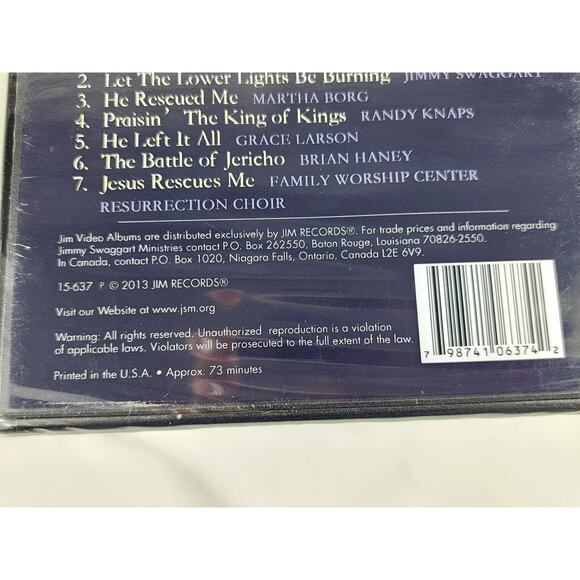 2. Let The Lower Lights Be Burning JIMMY SWAGGART
3. He Rescued Me MARTHA BORG
4. Praisin' The King of Kings RANDY KNAPS
5. He Left It All GRACE LARSON
6. The Battle of Jericho BRIAN HANEY
7. Jesus Rescues Me FAMILY WORSHIP CENTER
RESURRECTION CHOIR
Jim Video Albums are distributed exclusively by JIM RECORDS®. For trade prices and information regarding
Jimmy Swaggart Ministries contact P.O. Box 262550, Baton Rouge, Louisiana 70826-2550.
In Canada, contact P.O. Box 1020, Niagara Falls, Ontario, Canada L2E 6V9.
15-637 ℗ © 2013 JIM RECORDS®
Visit our Website at www.jsm.org
Warning: All rights reserved. Unauthorized reproduction is a violation
of applicable laws. Violators will be prosecuted to the full extent of the law.
Printed in the U.S.A. • Approx. 73 minutes
7 98741 06374 2